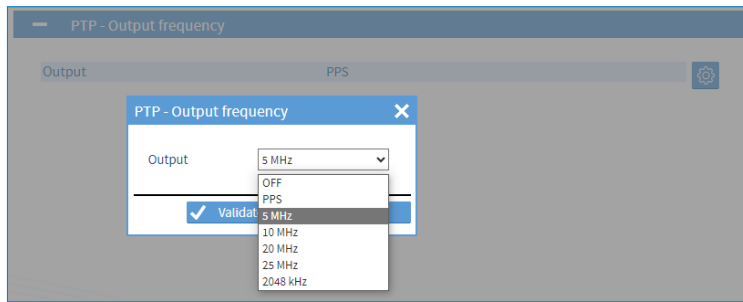 PTP - Output frequency
Output PPS
PTP - Output frequency
Output 5 MHz
OFF
PPS
Validat 5 MHz
10 MHz
20 MHz
25 MHz
2048 kHz